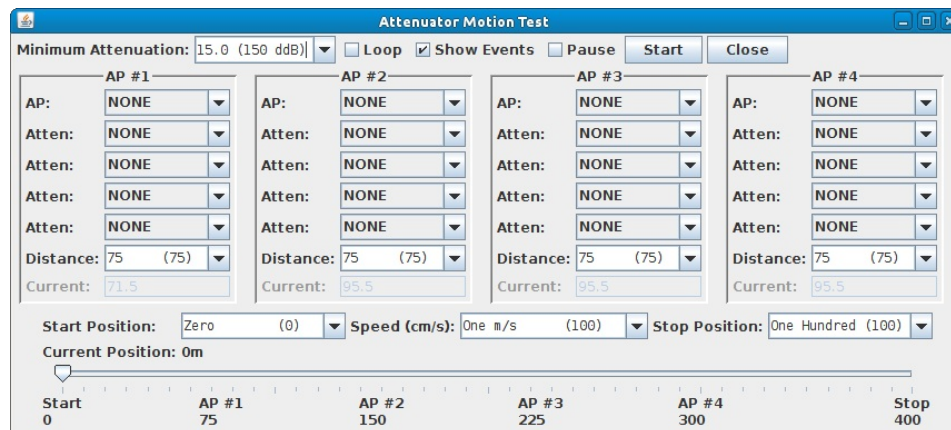 Attenuator Motion Test
Minimum Attenuation: 15.0 (150 ddB) Loop Show Events Pause Start Close
AP #1 AP #2 AP #3 AP #4
AP: NONE AP: NONE AP: NONE AP: NONE
Atten: NONE Atten: NONE Atten: NONE Atten: NONE
Atten: NONE Atten: NONE Atten: NONE Atten: NONE
Atten: NONE Atten: NONE Atten: NONE Atten: NONE
Atten: NONE Atten: NONE Atten: NONE Atten: NONE
Distance: 75 (75) Distance: 75 (75) Distance: 75 (75) Distance: 75 (75)
Current: 71.5 Current: 95.5 Current: 95.5 Current: 95.5
Start Position: Zero (0) Speed (cm/s): One m/s (100) Stop Position: One Hundred (100)
Current Position: 0m
Start AP #1 AP #2 AP #3 AP #4 Stop
0 75 150 225 300 400